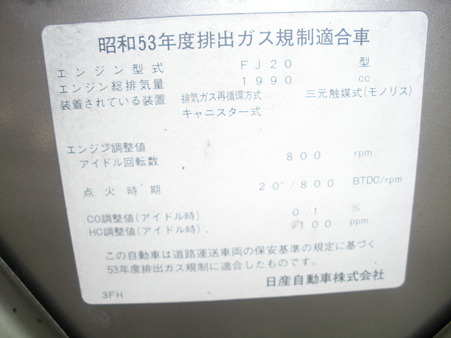 昭和53年度排出ガス規制適合車
エンジン型式 FJ20 型
エンジン総排気量 1990 cc
装着されている装置 排気ガス再循環方式 三元触媒式(モノリス)
キャニスター式
エンジン調整値
アイドル回転数 800 rpm
点火時期 20°/800 BTDC/rpm
CO調整値(アイドル時) 0.1 %
HC調整値(アイドル時) 100 ppm
この自動車は道路運送車両の保安基準の規定に基づく
53年度排出ガス規制に適合したものです。
日産自動車株式会社
3FH